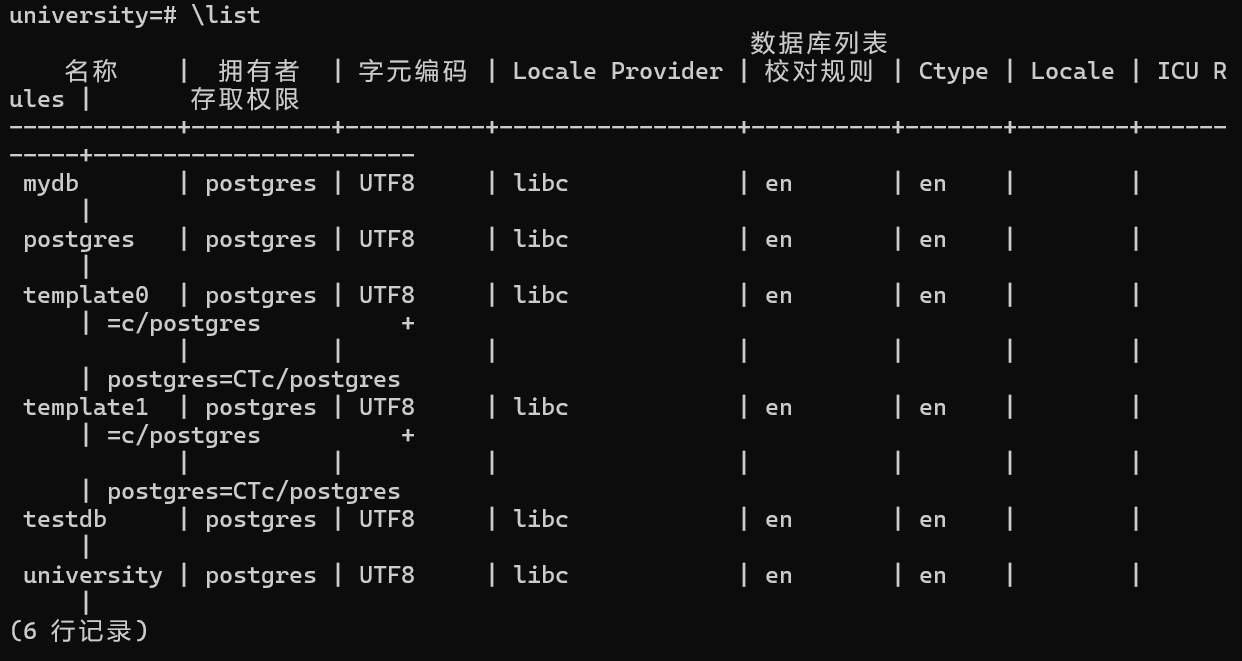 university=# \list
数据库列表
名称 | 拥有者 | 字元编码 | Locale Provider | 校对规则 | Ctype | Locale | ICU R
ules | 存取权限
------------+----------+----------+-----------------+----------+-------+--------+------
-----+-----------------------
mydb | postgres | UTF8 | libc | en | en | |
|
postgres | postgres | UTF8 | libc | en | en | |
|
template0 | postgres | UTF8 | libc | en | en | |
| =c/postgres +
| | | | | | |
| postgres=CTc/postgres
template1 | postgres | UTF8 | libc | en | en | |
| =c/postgres +
| | | | | | |
| postgres=CTc/postgres
testdb | postgres | UTF8 | libc | en | en | |
|
university | postgres | UTF8 | libc | en | en | |
|
(6 行记录)